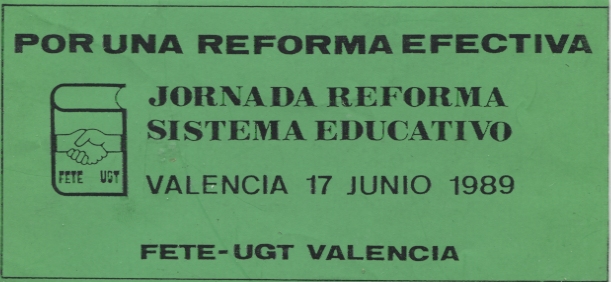 POR UNA REFORMA EFECTIVA
JORNADA REFORMA
SISTEMA EDUCATIVO
FETE UGT
VALENCIA 17 JUNIO 1989
FETE-UGT VALENCIA